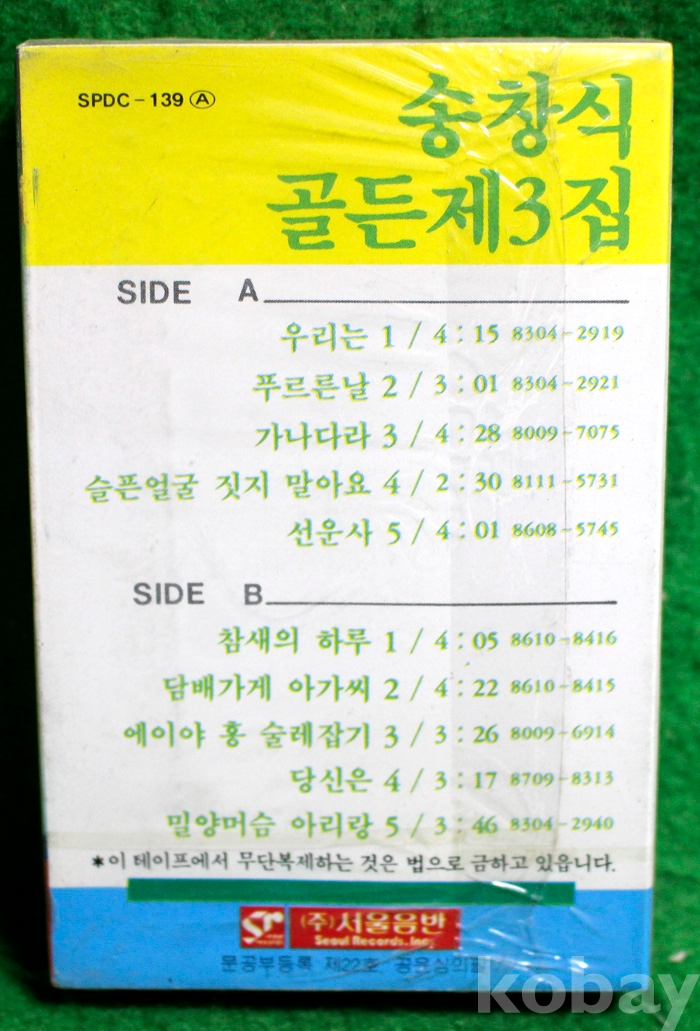 SPDC-139 Ⓐ
송창식
골든제3집
SIDE A
우리는 1 / 4 : 15 8304-2919
푸르른날 2 / 3 : 01 8304-2921
가나다라 3 / 4 : 28 8009-7075
슬픈얼굴 짓지 말아요 4 / 2 : 30 8111-5731
선운사 5 / 4 : 01 8608-5745
SIDE B
참새의 하루 1 / 4 : 05 8610-8416
담배가게 아가씨 2 / 4 : 22 8610-8415
에이야 홍 술레잡기 3 / 3 : 26 8009-6914
당신은 4 / 3 : 17 8709-8313
밀양머슴 아리랑 5 / 3 : 46 8304-2940
*이 테이프에서 무단복제하는 것은 법으로 금하고 있읍니다.
(주)서울음반
Seoul Records, Inc.
문공부등록 제22호
kobay